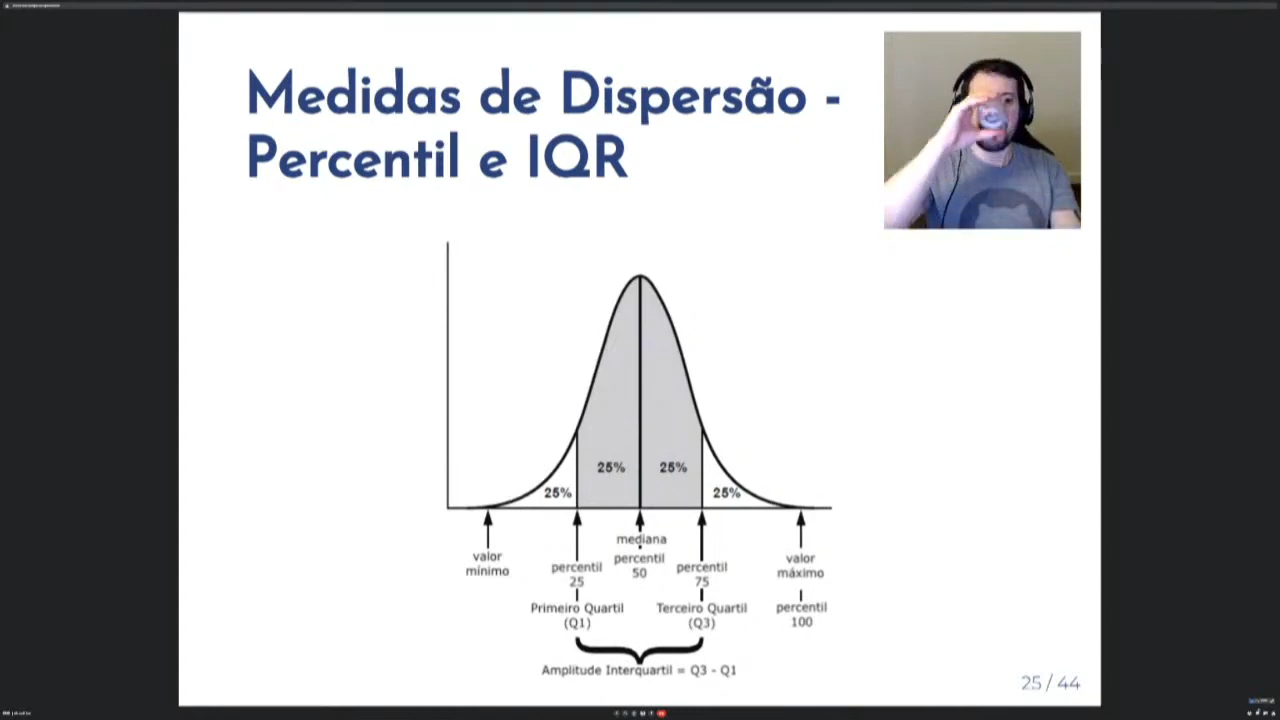 Medidas de Dispersão -
Percentil e IQR
25% 25%
25% 25%
mediana
valor
mínimo
percentil
25
percentil
50
percentil
75
valor
máximo
Primeiro Quartil
(Q1)
Terceiro Quartil
(Q3)
percentil
100
Amplitude Interquartil = Q3 - Q1
25 / 44